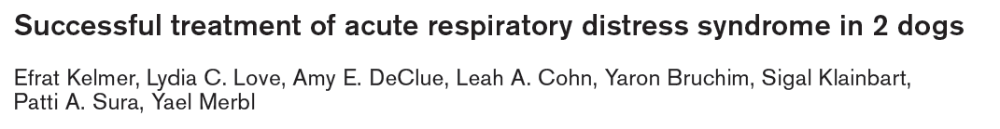 Successful treatment of acute respiratory distress syndrome in 2 dogs
Efrat Kelmer, Lydia C. Love, Amy E. DeClue, Leah A. Cohn, Yaron Bruchim, Sigal Klainbart,
Patti A. Sura, Yael Merbl